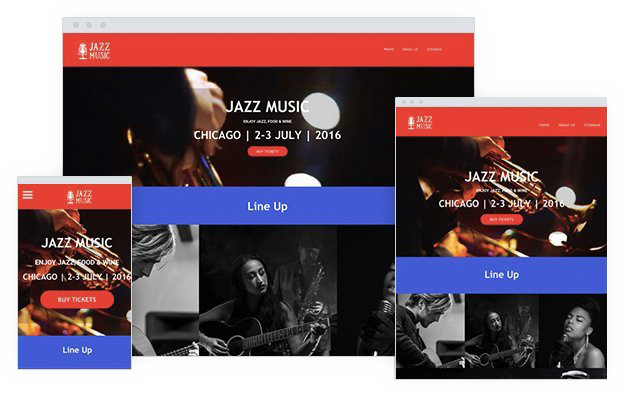 JAZZ
MUSIC
Home
About Us
Schedule
JAZZ MUSIC
ENJOY JAZZ, FOOD & WINE
CHICAGO | 2-3 JULY | 2016
BUY TICKETS
Line Up
JAZZ
MUSIC
Home
About Us
Schedule
JAZZ MUSIC
ENJOY JAZZ, FOOD & WINE
CHICAGO | 2-3 JULY | 2016
BUY TICKETS
Line Up
JAZZ
MUSIC
JAZZ MUSIC
ENJOY JAZZ, FOOD & WINE
CHICAGO | 2-3 JULY | 2016
BUY TICKETS
Line Up